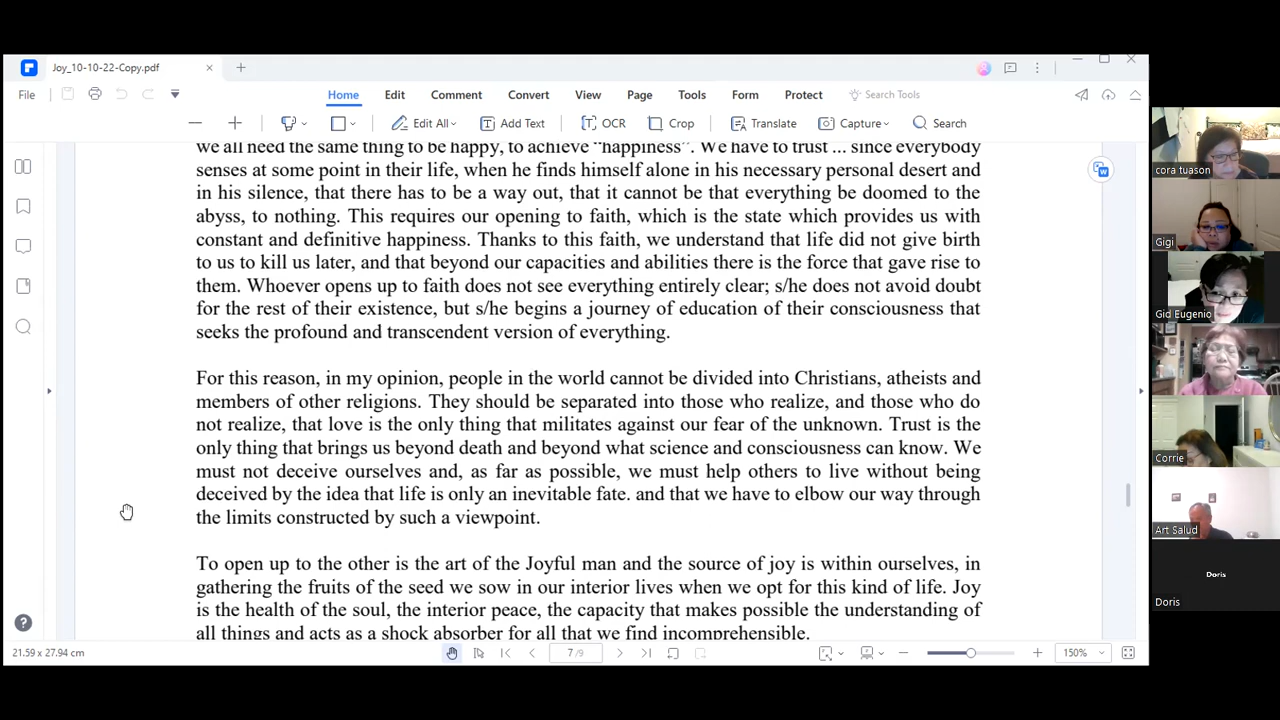 Joy_10-10-22-Copy.pdf
File
Home
Edit
Comment
Convert
View
Page
Tools
Form
Protect
Search Tools
Edit All
Add Text
OCR
Crop
Translate
Capture
Search
we all need the same thing to be happy, to achieve "happiness". We have to trust ... since everybody
senses at some point in their life, when he finds himself alone in his necessary personal desert and
in his silence, that there has to be a way out, that it cannot be that everything be doomed to the
abyss, to nothing. This requires our opening to faith, which is the state which provides us with
constant and definitive happiness. Thanks to this faith, we understand that life did not give birth
to us to kill us later, and that beyond our capacities and abilities there is the force that gave rise to
them. Whoever opens up to faith does not see everything entirely clear; s/he does not avoid doubt
for the rest of their existence, but s/he begins a journey of education of their consciousness that
seeks the profound and transcendent version of everything.
For this reason, in my opinion, people in the world cannot be divided into Christians, atheists and
members of other religions. They should be separated into those who realize, and those who do
not realize, that love is the only thing that militates against our fear of the unknown. Trust is the
only thing that brings us beyond death and beyond what science and consciousness can know. We
must not deceive ourselves and, as far as possible, we must help others to live without being
deceived by the idea that life is only an inevitable fate. and that we have to elbow our way through
the limits constructed by such a viewpoint.
To open up to the other is the art of the Joyful man and the source of joy is within ourselves, in
gathering the fruits of the seed we sow in our interior lives when we opt for this kind of life. Joy
is the health of the soul, the interior peace, the capacity that makes possible the understanding of
all things and acts as a shock absorber for all that we find incomprehensible.
21.59 x 27.94 cm
7 /9
150%
cora tuason
Gigi
Gid Eugenio
Corrie
Art Salud
Doris
Doris